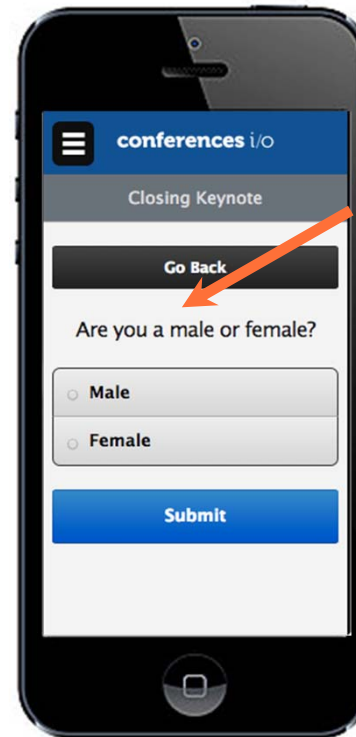 conferences i/o
Closing Keynote
Go Back
Are you a male or female?
Male
Female
Submit